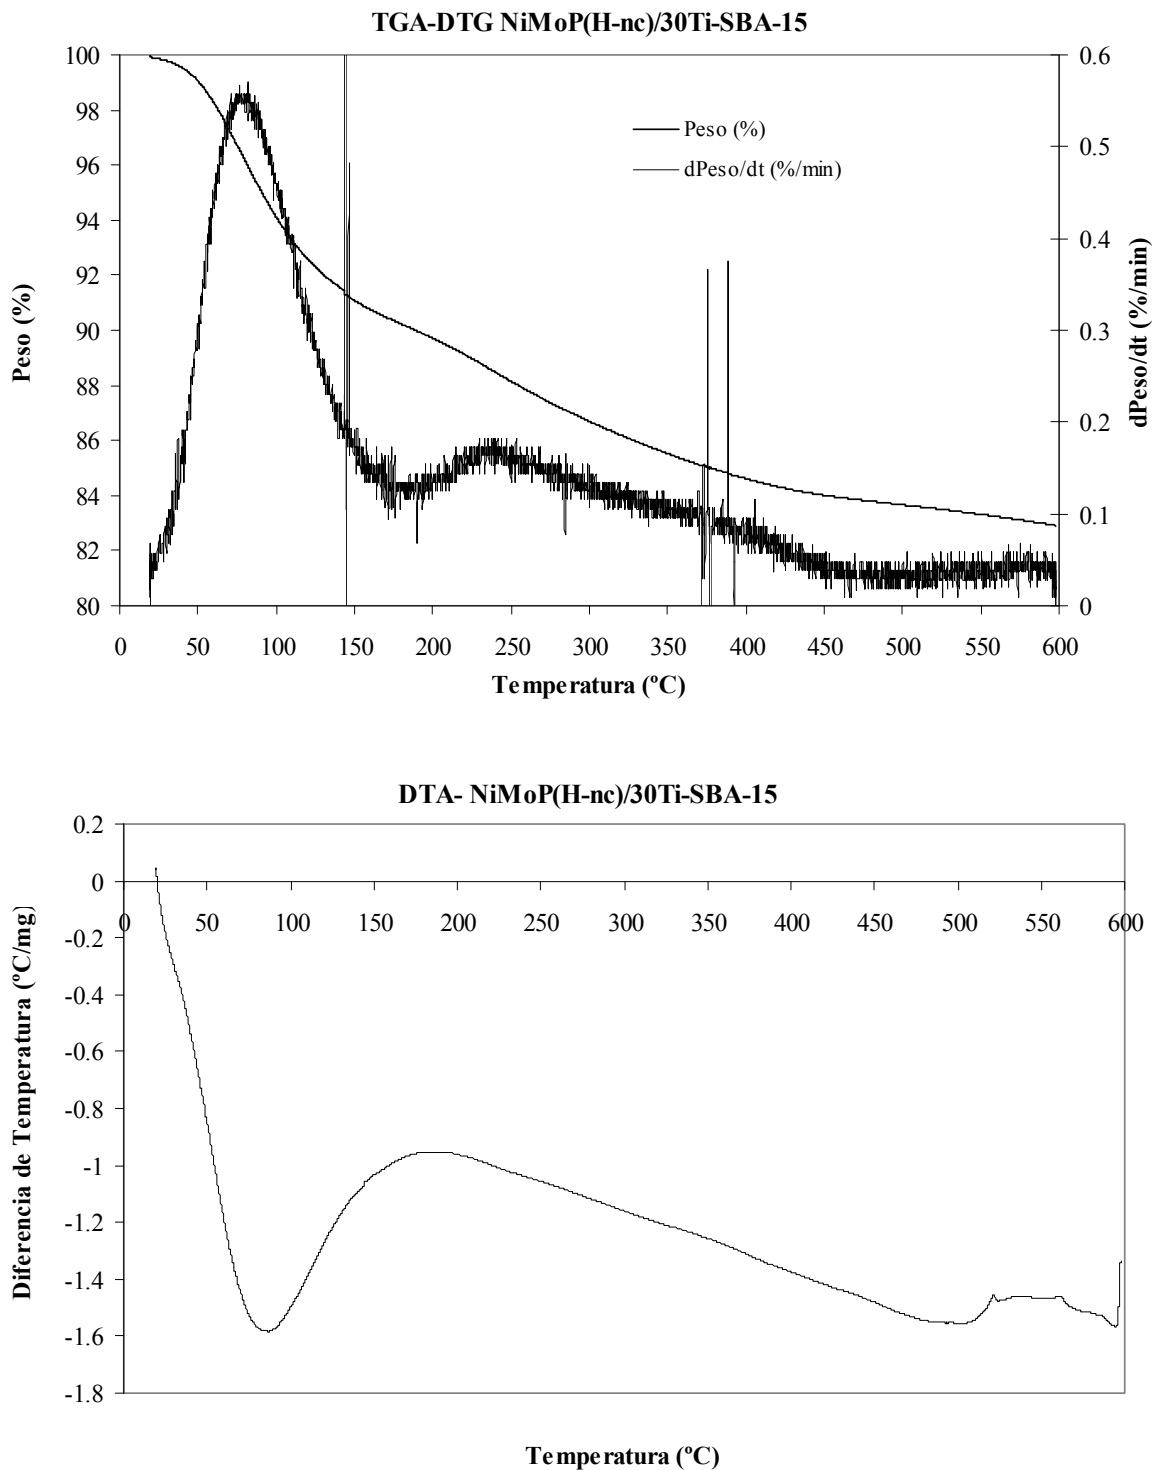 TGA-DTG NiMoP(H-nc)/30Ti-SBA-15
100
98
96
94
92
90
88
86
84
82
80
Peso (%)
0.6
0.5
0.4
0.3
0.2
0.1
0
dPeso/dt (%/min)
Peso (%)
dPeso/dt (%/min)
0 50 100 150 200 250 300 350 400 450 500 550 600
Temperatura (ºC)
DTA- NiMoP(H-nc)/30Ti-SBA-15
0.2
0
-0.2
-0.4
-0.6
-0.8
-1
-1.2
-1.4
-1.6
-1.8
Diferencia de Temperatura (ºC/mg)
0 50 100 150 200 250 300 350 400 450 500 550 600
Temperatura (ºC)